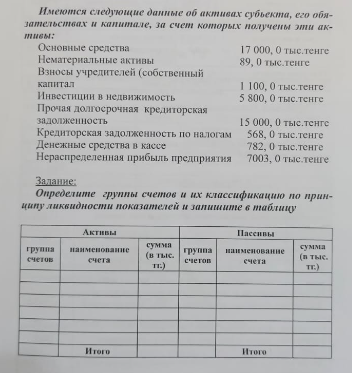 Имеются следующие данные об активах субъекта, его обя-
зательствах и капитале, за счет которых получены эти ак-
тивы:
Основные средства 17 000, 0 тыс.тенге
Нематериальные активы 89, 0 тыс.тенге
Взносы учредителей (собственный
капитал 1 100, 0 тыс.тенге
Инвестиции в недвижимость 5 800, 0 тыс.тенге
Прочая долгосрочная кредиторская
задолженность 15 000, 0 тыс.тенге
Кредиторская задолженность по налогам 568, 0 тыс.тенге
Денежные средства в кассе 782, 0 тыс.тенге
Нераспределенная прибыль предприятия 7003, 0 тыс.тенге
Задание:
Определите группы счетов и их классификацию по прин-
ципу ликвидности показателей и запишите в таблицу
Активы Пассивы
группа счетов наименование счета сумма (в тыс. тг.) группа счетов наименование счета сумма (в тыс. тг.)
Итого Итого